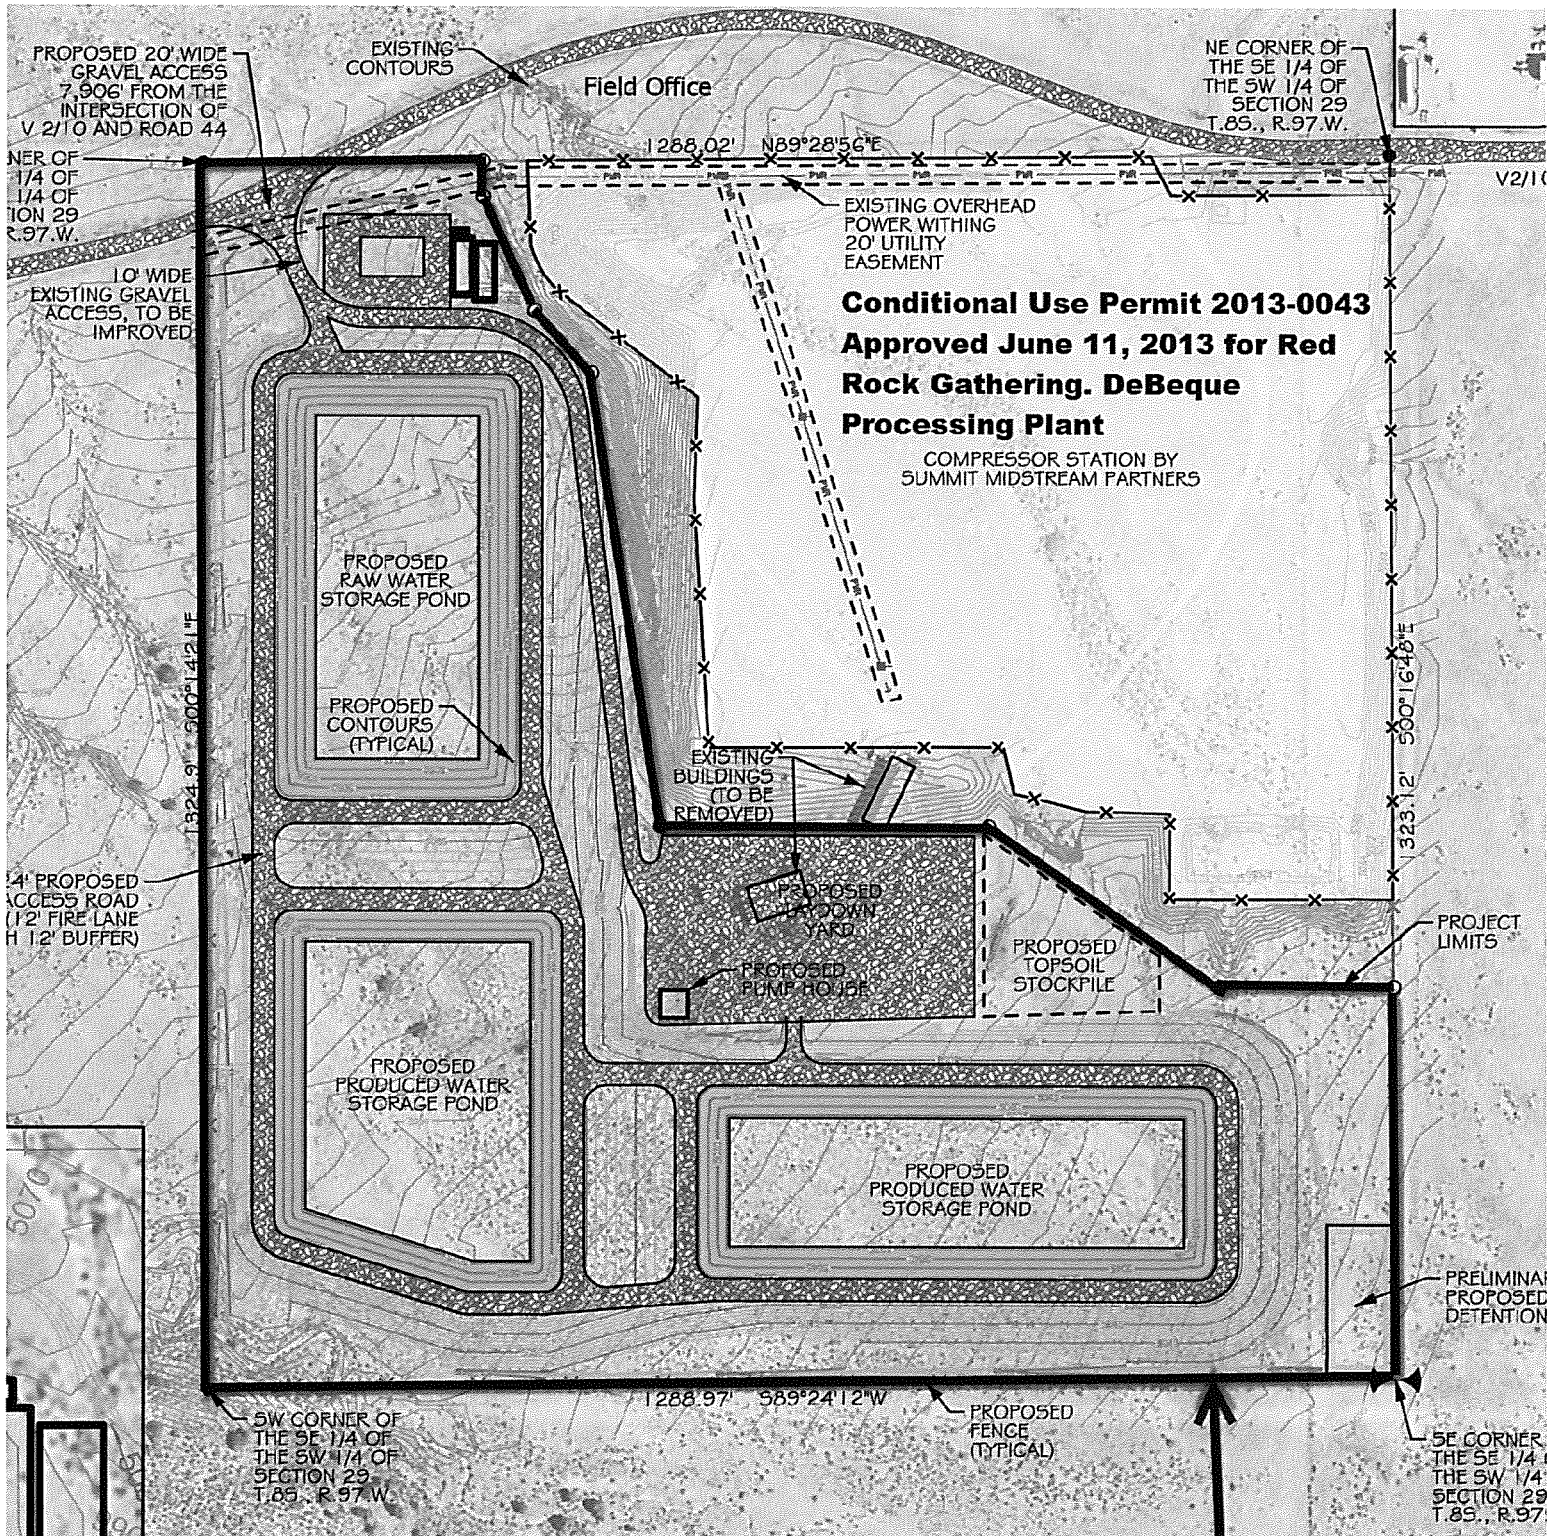 PROPOSED 20' WIDE
GRAVEL ACCESS
7,906' FROM THE
INTERSECTION OF
V 2/10 AND ROAD 44
EXISTING
CONTOURS
Field Office
NE CORNER OF
THE SE 1/4 OF
THE SW 1/4 OF
SECTION 29
T.8S., R.97.W.
NER OF
1/4 OF
1/4 OF
ION 29
R.97.W.
1288.02' N89°28'56"E
V2/10
EXISTING OVERHEAD
POWER WITHING
20' UTILITY
EASEMENT
10' WIDE
EXISTING GRAVEL
ACCESS, TO BE
IMPROVED
Conditional Use Permit 2013-0043
Approved June 11, 2013 for Red
Rock Gathering. DeBeque
Processing Plant
COMPRESSOR STATION BY
SUMMIT MIDSTREAM PARTNERS
PROPOSED
RAW WATER
STORAGE POND
1324.9' S00°14'21"E
1323.12' S00°16'48"E
PROPOSED
CONTOURS
(TYPICAL)
EXISTING
BUILDINGS
(TO BE
REMOVED)
24' PROPOSED
ACCESS ROAD
(12' FIRE LANE
H 12' BUFFER)
PROPOSED
LAYDOWN
YARD
PROPOSED
TOPSOIL
STOCKPILE
PROJECT
LIMITS
PROPOSED
PUMP HOUSE
PROPOSED
PRODUCED WATER
STORAGE POND
PROPOSED
PRODUCED WATER
STORAGE POND
5070
PRELIMINAR
PROPOSED
DETENTION
1288.97' S89°24'12"W
SW CORNER OF
THE SE 1/4 OF
THE SW 1/4 OF
SECTION 29
T.8S., R.97.W.
PROPOSED
FENCE
(TYPICAL)
SE CORNER
THE SE 1/4
THE SW 1/4
SECTION 29
T.8S., R.97